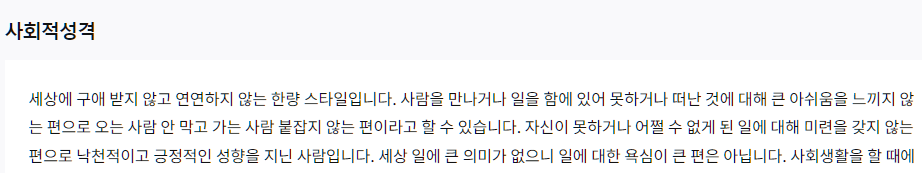 사회적성격
세상에 구애 받지 않고 연연하지 않는 한량 스타일입니다. 사람을 만나거나 일을 함에 있어 못하거나 떠난 것에 대해 큰 아쉬움을 느끼지 않
는 편으로 오는 사람 안 막고 가는 사람 붙잡지 않는 편이라고 할 수 있습니다. 자신이 못하거나 어쩔 수 없게 된 일에 대해 미련을 갖지 않는
편으로 낙천적이고 긍정적인 성향을 지닌 사람입니다. 세상 일에 큰 의미가 없으니 일에 대한 욕심이 큰 편은 아닙니다. 사회생활을 할 때에